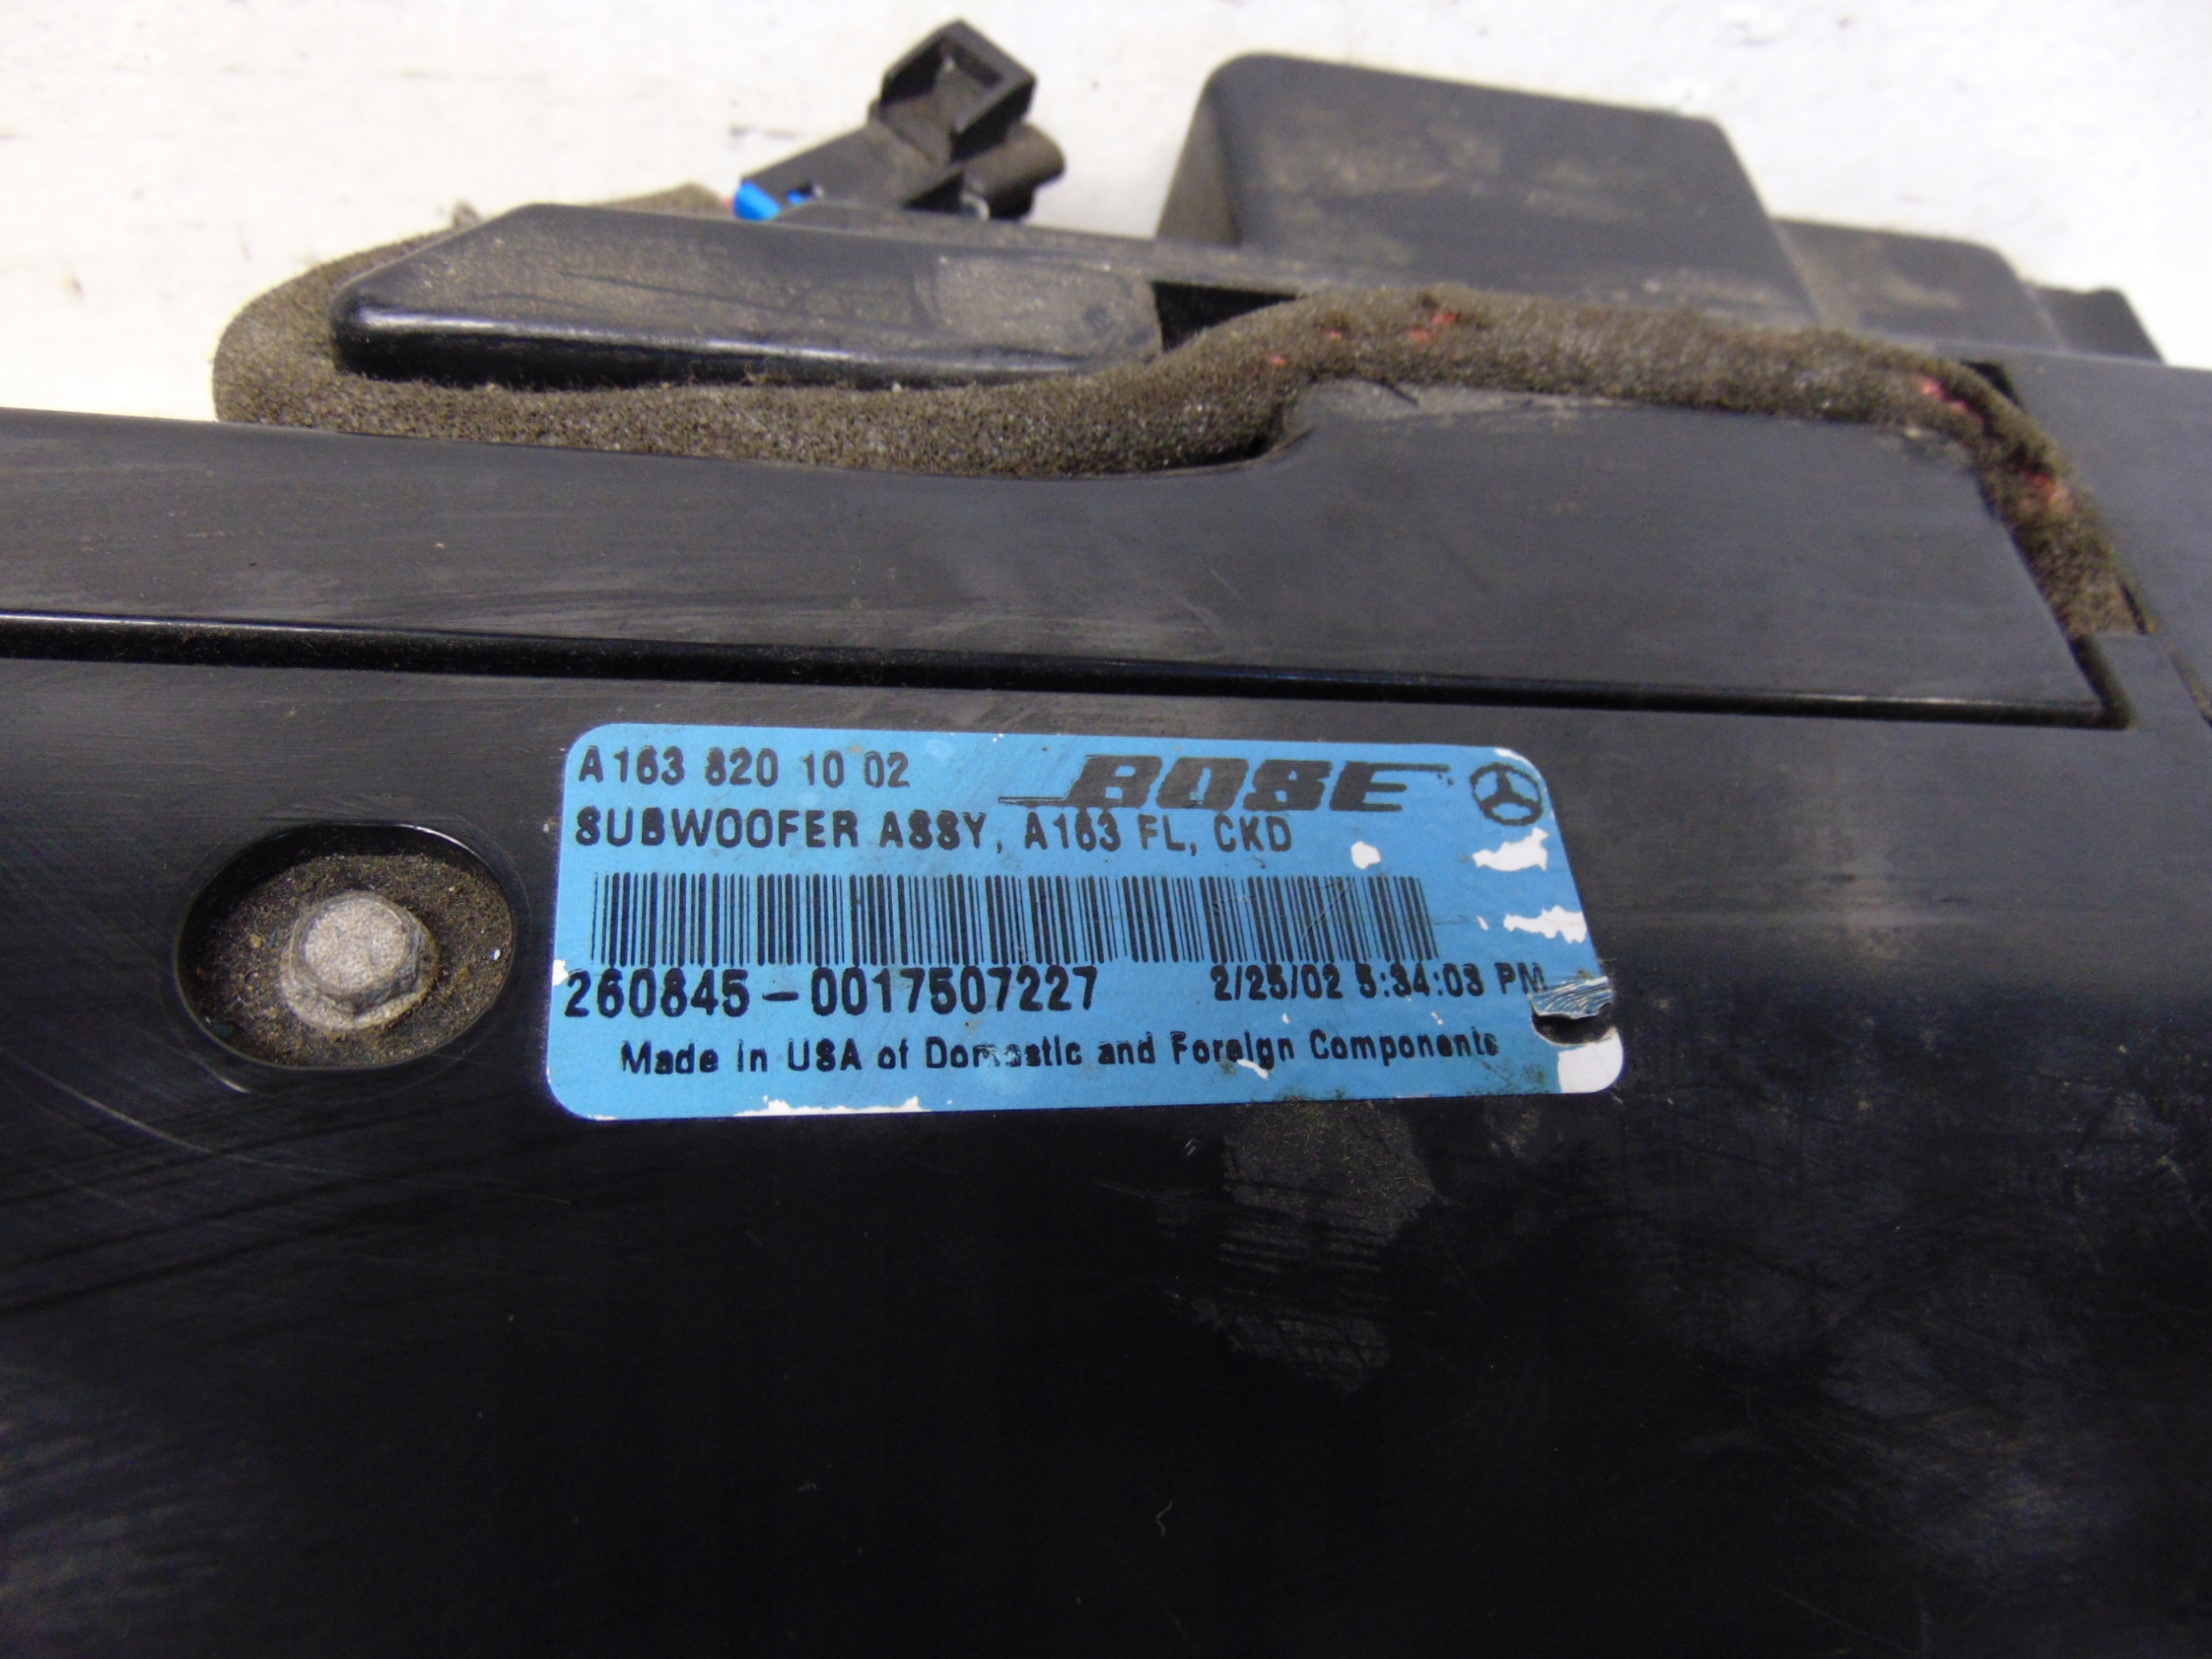 A163 820 10 02 BOSE
SUBWOOFER ASSY, A163 FL, CKD
260845-0017507227 2/25/02 5:34:03 PM
Made in USA of Domestic and Foreign Components